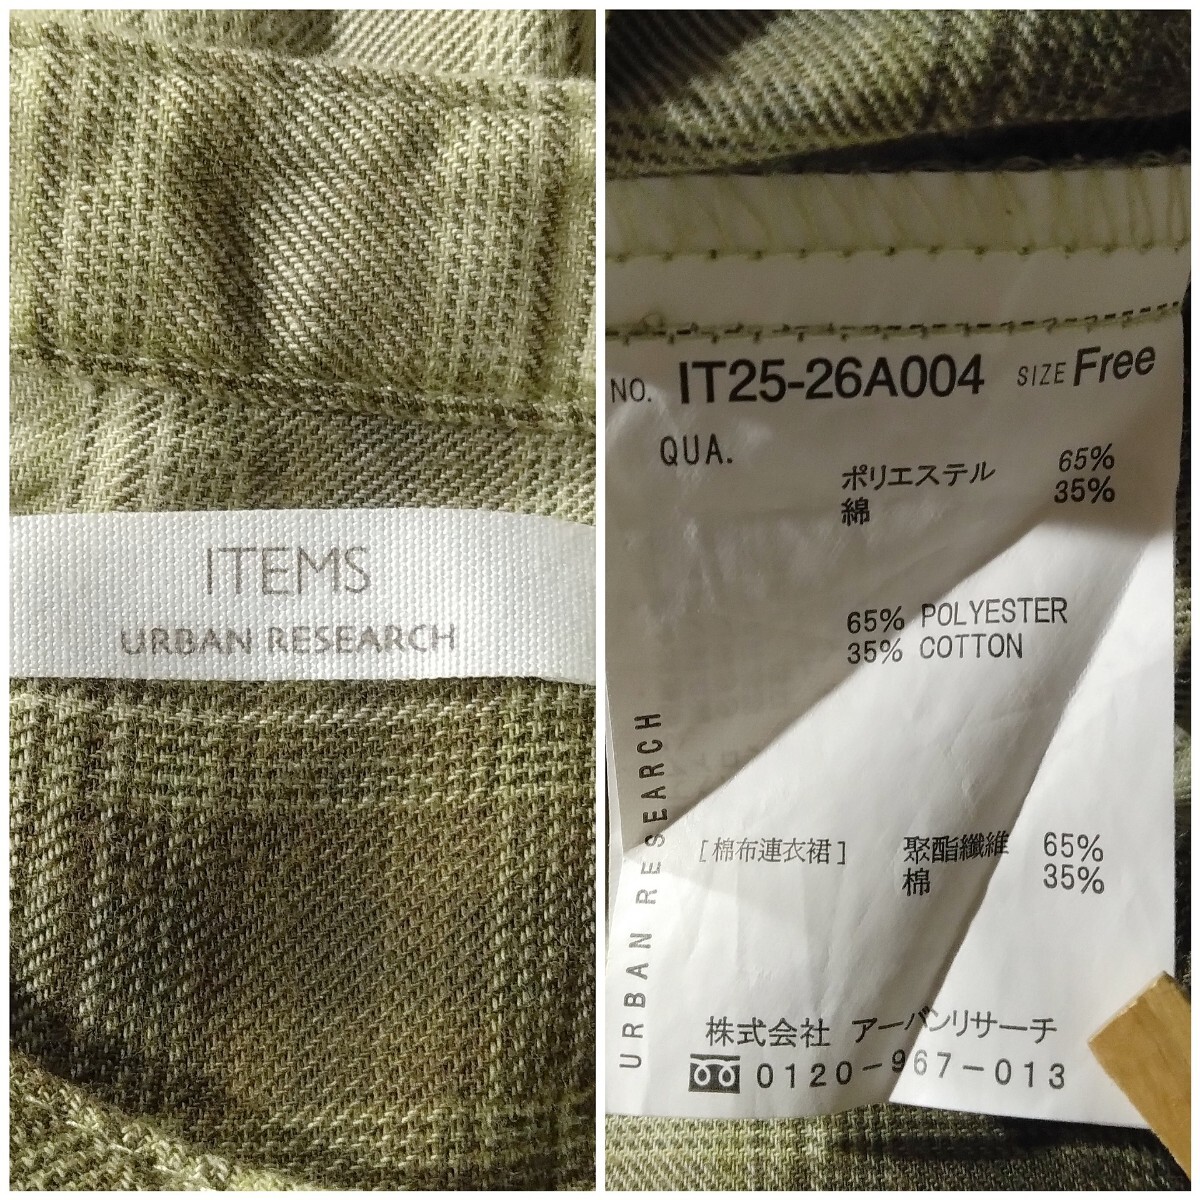 ITEMS
URBAN RESEARCH
NO. IT25-26A004 SIZE Free
QUA.
ポリエステル 65%
綿 35%
65% POLYESTER
35% COTTON
URBAN RESEARCH
[棉布連衣裙] 聚酯纖維 65%
棉 35%
株式会社 アーバンリサーチ
0120-967-013